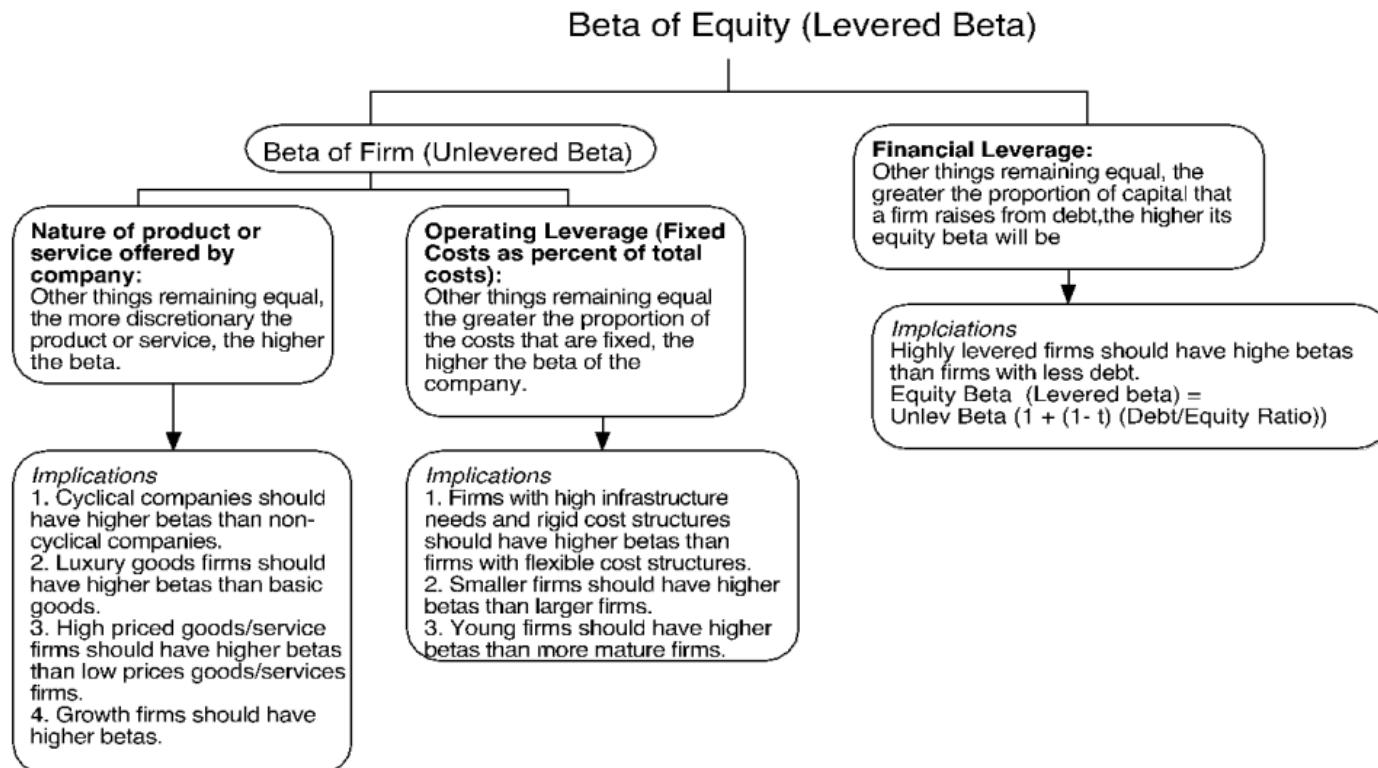 Beta of Equity (Levered Beta)
Beta of Firm (Unlevered Beta)
Nature of product or
service offered by
company:
Other things remaining equal,
the more discretionary the
product or service, the higher
the beta.
Operating Leverage (Fixed
Costs as percent of total
costs):
Other things remaining equal
the greater the proportion of
the costs that are fixed, the
higher the beta of the
company.
Financial Leverage:
Other things remaining equal, the
greater the proportion of capital that
a firm raises from debt,the higher its
equity beta will be
Implications
1. Cyclical companies should
have higher betas than non-
cyclical companies.
2. Luxury goods firms should
have higher betas than basic
goods.
3. High priced goods/service
firms should have higher betas
than low prices goods/services
firms.
4. Growth firms should have
higher betas.
Implications
1. Firms with high infrastructure
needs and rigid cost structures
should have higher betas than
firms with flexible cost structures.
2. Smaller firms should have higher
betas than larger firms.
3. Young firms should have higher
betas than more mature firms.
Implciations
Highly levered firms should have highe betas
than firms with less debt.
Equity Beta (Levered beta) =
Unlev Beta (1 + (1- t) (Debt/Equity Ratio))